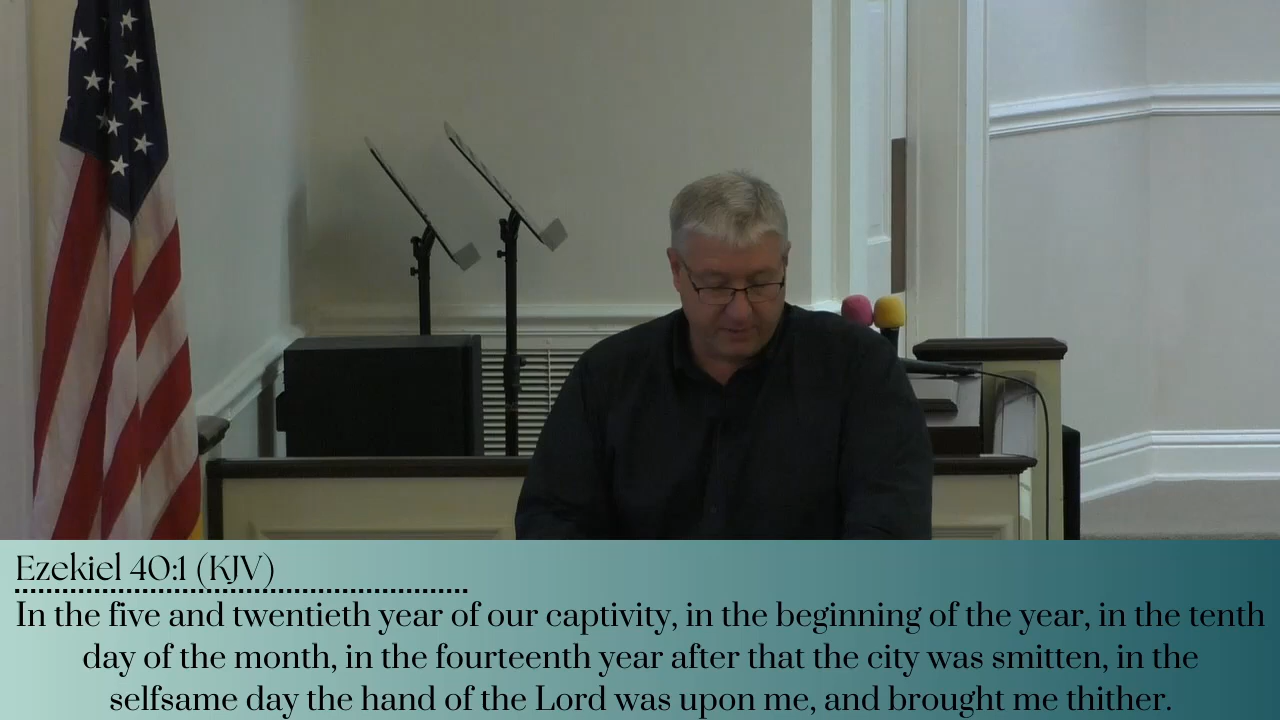 Ezekiel 40:1 (KJV)
In the five and twentieth year of our captivity, in the beginning of the year, in the tenth
day of the month, in the fourteenth year after that the city was smitten, in the
selfsame day the hand of the Lord was upon me, and brought me thither.